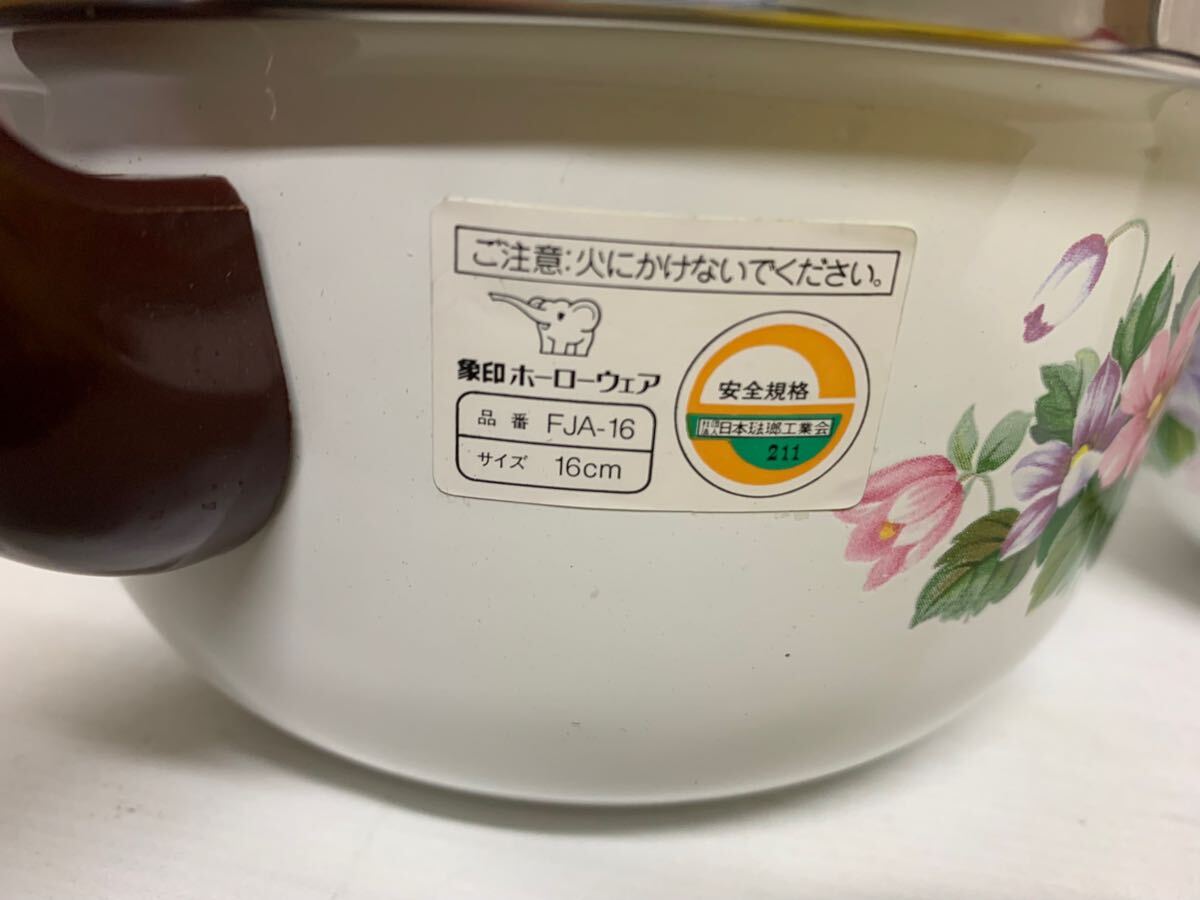 ご注意:火にかけないでください。
象印ホーローウェア
品番 FJA-16
サイズ 16cm
安全規格
日本琺瑯工業会
211